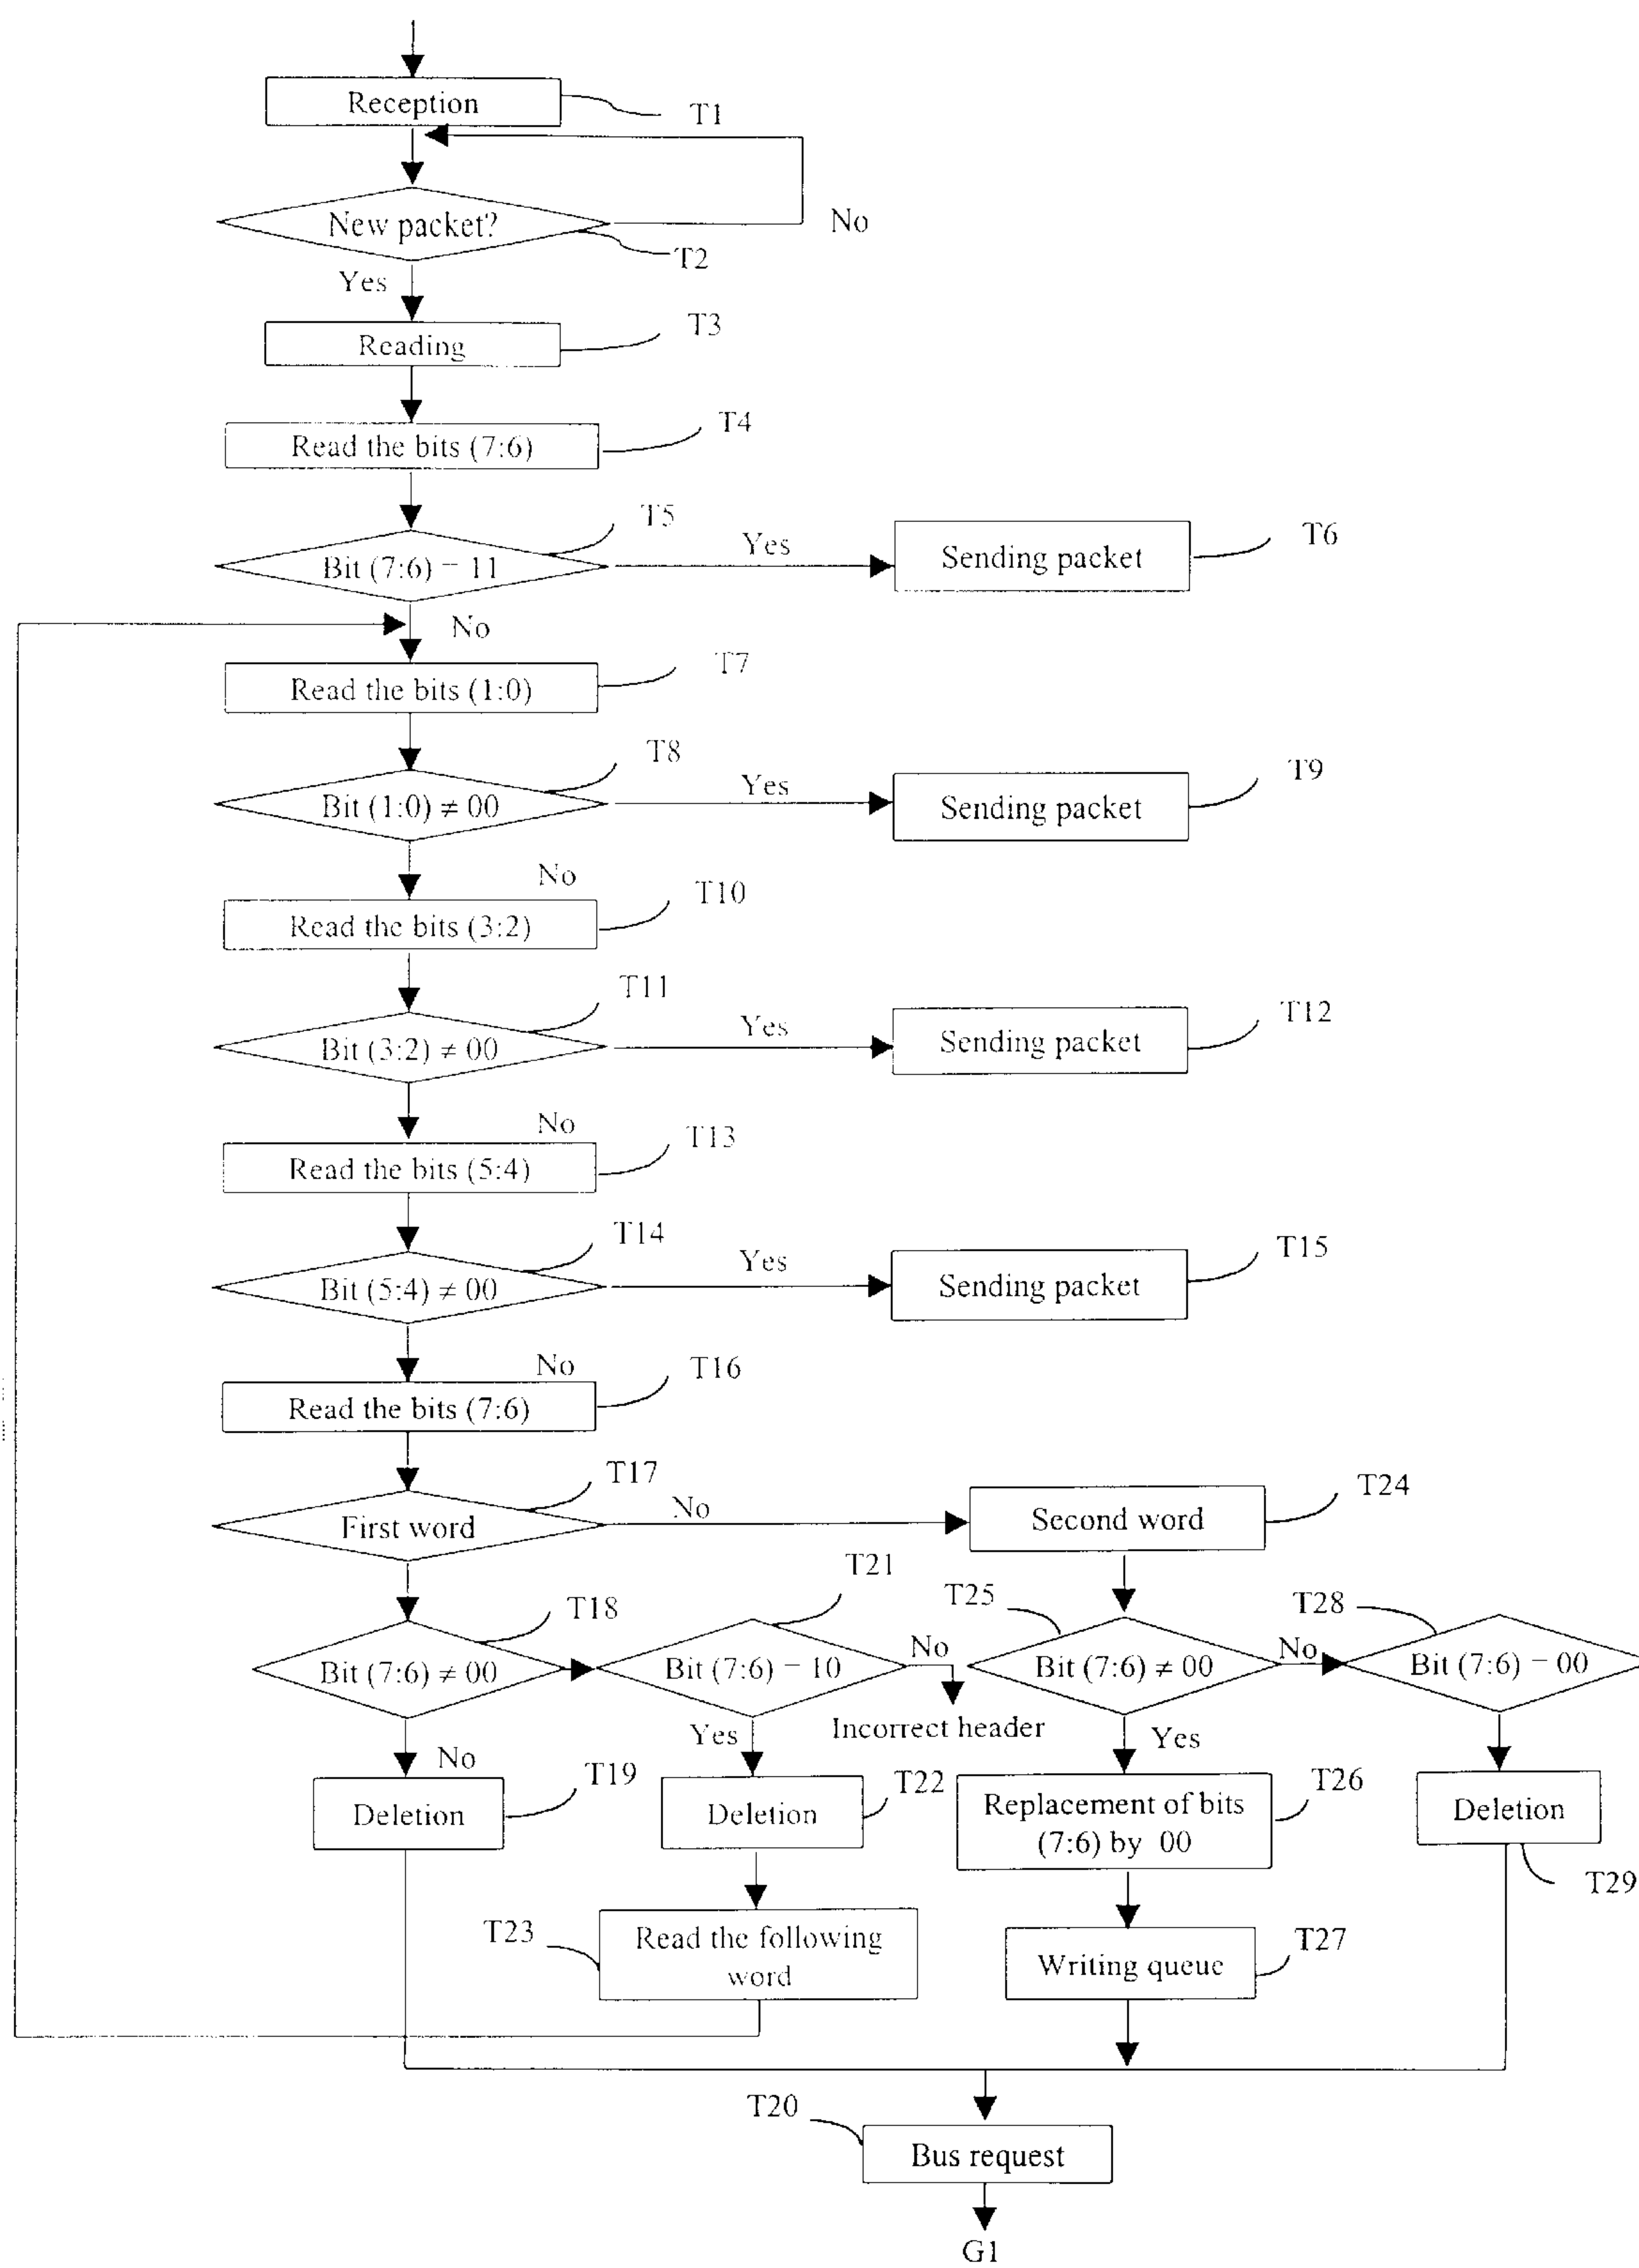 Reception
T1
New packet?
No
T2
Yes
Reading
T3
Read the bits (7:6)
T4
Bit (7:6) = 11
T5
Yes
Sending packet
T6
No
Read the bits (1:0)
T7
Bit (1:0) ≠ 00
T8
Yes
Sending packet
T9
No
Read the bits (3:2)
T10
Bit (3:2) ≠ 00
T11
Yes
Sending packet
T12
No
Read the bits (5:4)
T13
Bit (5:4) ≠ 00
T14
Yes
Sending packet
T15
No
Read the bits (7:6)
T16
First word
T17
No
Second word
T24
Bit (7:6) ≠ 00
T18
Bit (7:6) = 10
T21
No
Incorrect header
Bit (7:6) ≠ 00
T25
No
Bit (7:6) = 00
T28
No
Deletion
T19
Yes
Deletion
T22
Yes
Replacement of bits
(7:6) by 00
T26
Deletion
T29
T23
Read the following
word
Writing queue
T27
T20
Bus request
G1